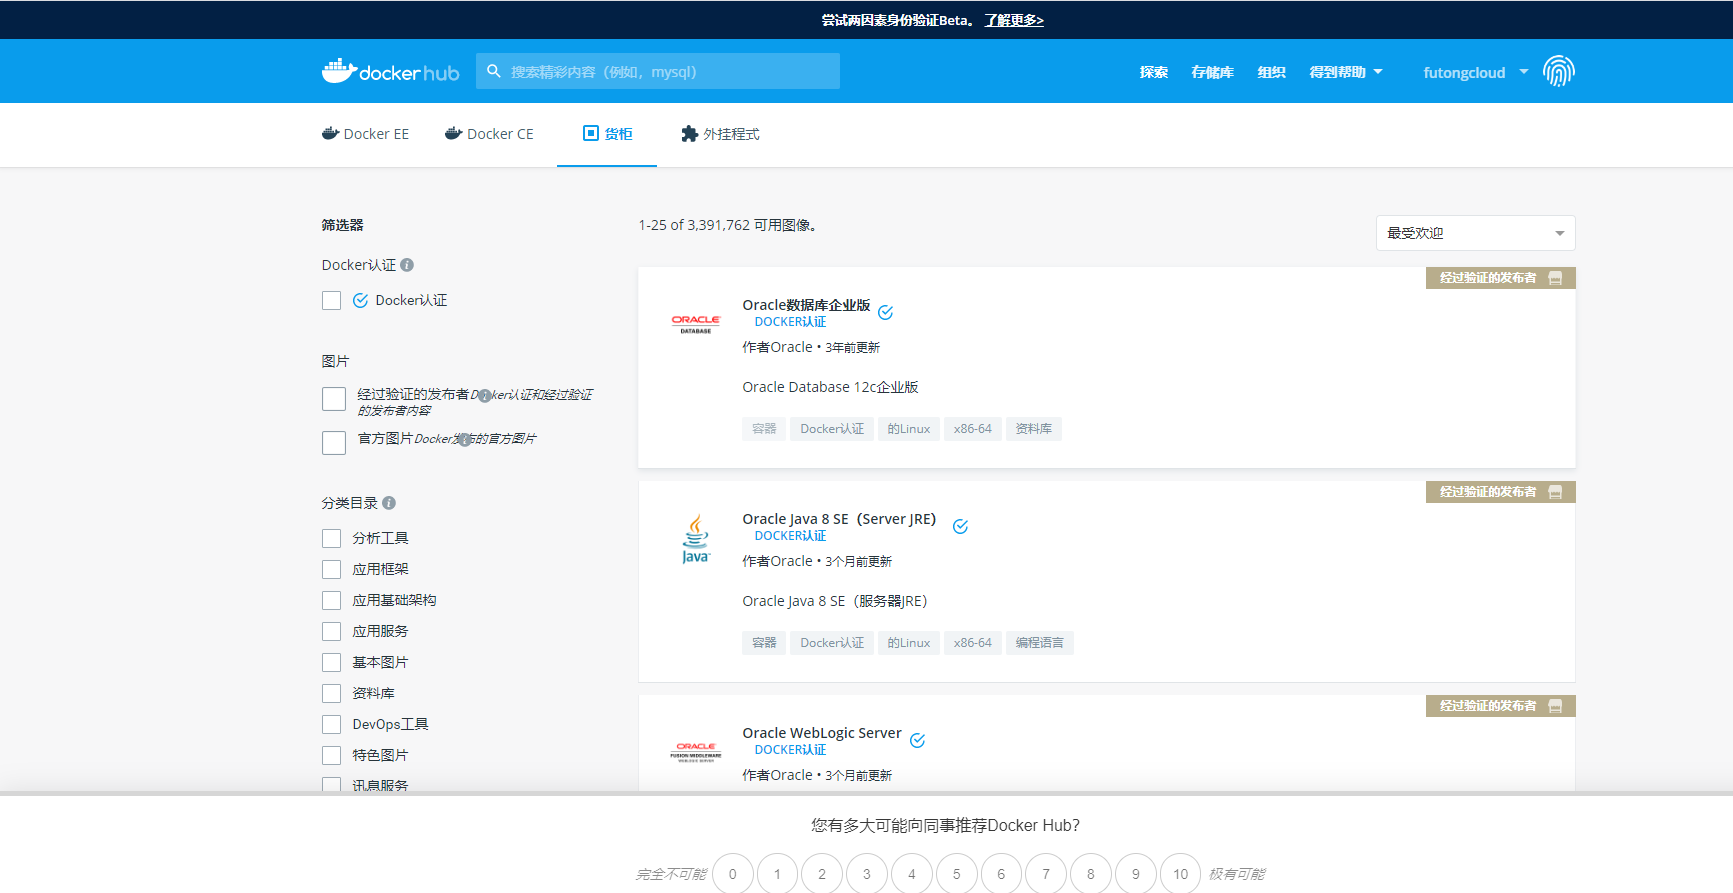 尝试两因素身份验证Beta。 了解更多>
docker hub 搜索精彩内容（例如，mysql） 探索 存储库 组织 得到帮助 futongcloud
Docker EE Docker CE 货柜 外挂程式
筛选器
Docker认证
Docker认证
图片
经过验证的发布者Docker认证和经过验证
的发布者内容
官方图片Docker发布的官方图片
分类目录
分析工具
应用框架
应用基础架构
应用服务
基本图片
资料库
DevOps工具
特色图片
讯息服务
1-25 of 3,391,762 可用图像。
最受欢迎
经过验证的发布者
ORACLE
DATABASE
Oracle数据库企业版
DOCKER认证
作者Oracle • 3年前更新
Oracle Database 12c企业版
容器 Docker认证 的Linux x86-64 资料库
经过验证的发布者
Java
Oracle Java 8 SE（Server JRE）
DOCKER认证
作者Oracle • 3个月前更新
Oracle Java 8 SE（服务器JRE）
容器 Docker认证 的Linux x86-64 编程语言
经过验证的发布者
ORACLE
FUSION MIDDLEWARE
WEBLOGIC SERVER
Oracle WebLogic Server
DOCKER认证
作者Oracle • 3个月前更新
您有多大可能向同事推荐Docker Hub？
完全不可能 0 1 2 3 4 5 6 7 8 9 10 极有可能